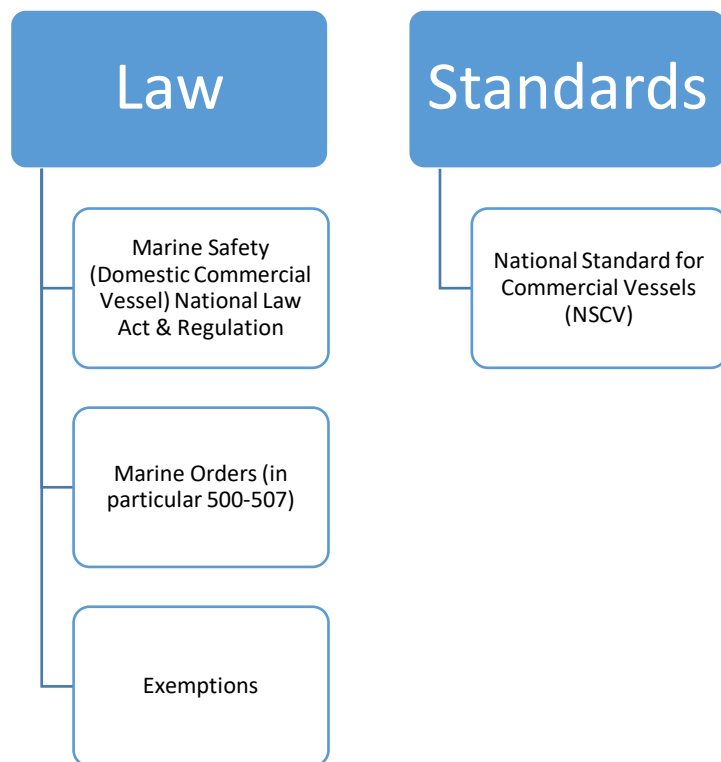 Law
Marine Safety
(Domestic Commercial
Vessel) National Law
Act & Regulation
Marine Orders (in
particular 500-507)
Exemptions
Standards
National Standard for
Commercial Vessels
(NSCV)